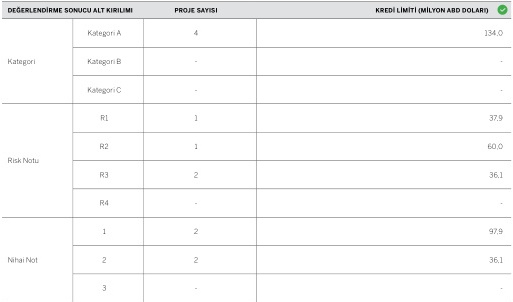 DEĞERLENDİRME SONUCU ALT KIRILIMI PROJE SAYISI KREDİ LİMİTİ (MİLYON ABD DOLARI)
Kategori
Kategori A 4 134,0
Kategori B - -
Kategori C - -
Risk Notu
R1 1 37,9
R2 1 60,0
R3 2 36,1
R4 - -
Nihai Not
1 2 97,9
2 2 36,1
3 - -